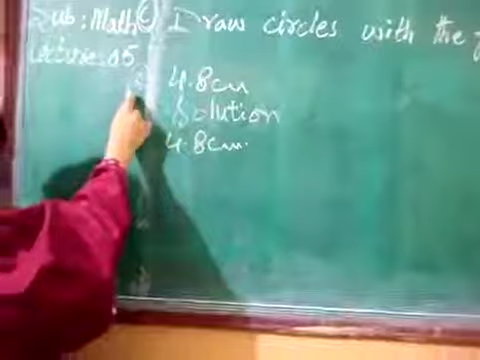 Sub: Math © Draw circles with the
Lecture: 05
4.8cm
Solution
4.8cm.